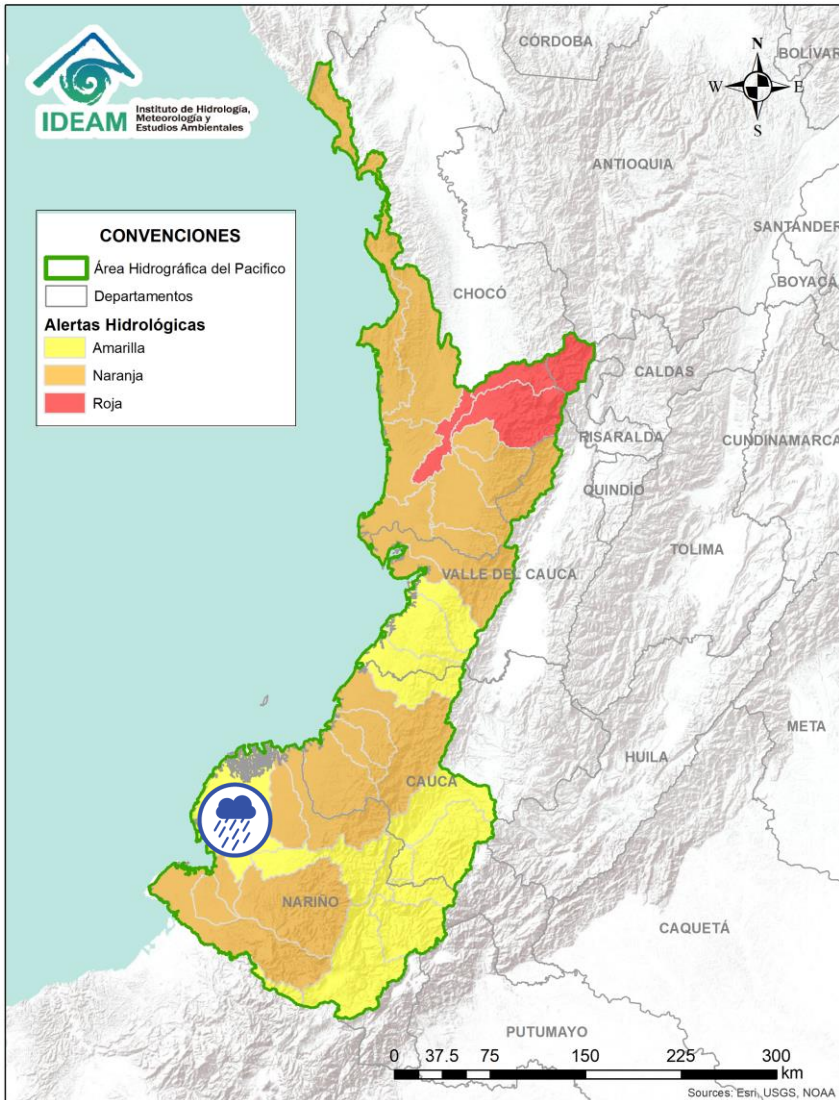 IDEAM
Instituto de Hidrología,
Meteorología y
Estudios Ambientales
CÓRDOBA
BOLÍVAR
N
W
E
S
ANTIOQUIA
SANTANDER
BOYACÁ
CONVENCIONES
Área Hidrográfica del Pacifico
Departamentos
Alertas Hidrológicas
Amarilla
Naranja
Roja
CHOCÓ
CALDAS
RISARALDA
CUNDINAMARCA
QUINDÍO
TOLIMA
VALLE DEL CAUCA
META
HUILA
CAUCA
NARIÑO
CAQUETÁ
PUTUMAYO
0 37.5 75 150 225 300
km
Sources: Esri, USGS, NOAA